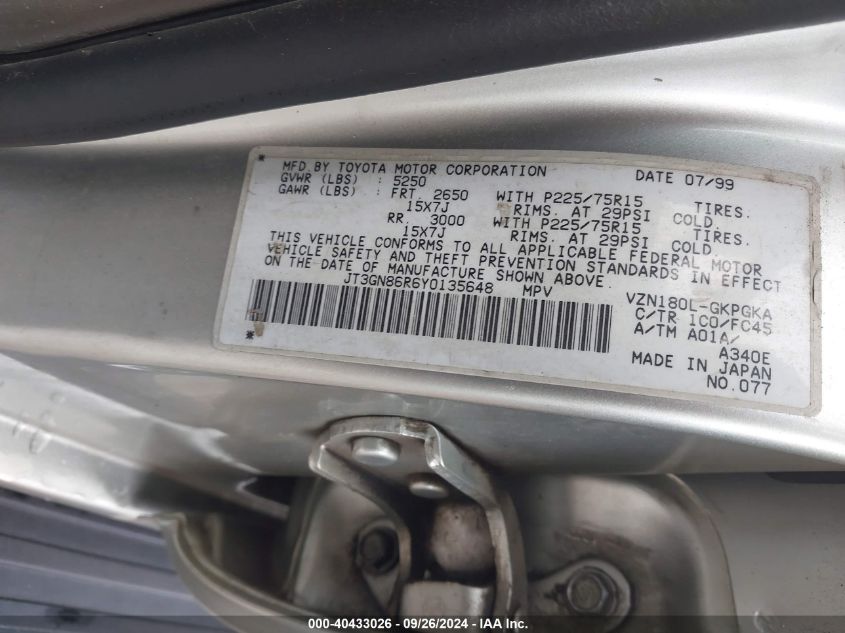 MFD.BY TOYOTA MOTOR CORPORATION DATE 07/99
GVWR (LBS) : 5250
GAWR (LBS) : FRT. 2650 WITH P225/75R15 TIRES.
15X7J RIMS. AT 29PSI COLD.
RR. 3000 WITH P225/75R15 TIRES.
15X7J RIMS. AT 29PSI COLD.
THIS VEHICLE CONFORMS TO ALL APPLICABLE FEDERAL MOTOR
VEHICLE SAFETY AND THEFT PREVENTION STANDARDS IN EFFECT
ON THE DATE OF MANUFACTURE SHOWN ABOVE.
JT3GN86R6Y0135648 MPV
VZN180L-GKPGKA
C/TR 1C0/FC45
A/TM A01A/
A340E
MADE IN JAPAN
NO.077
000-40433026 - 09/26/2024 - IAA Inc.